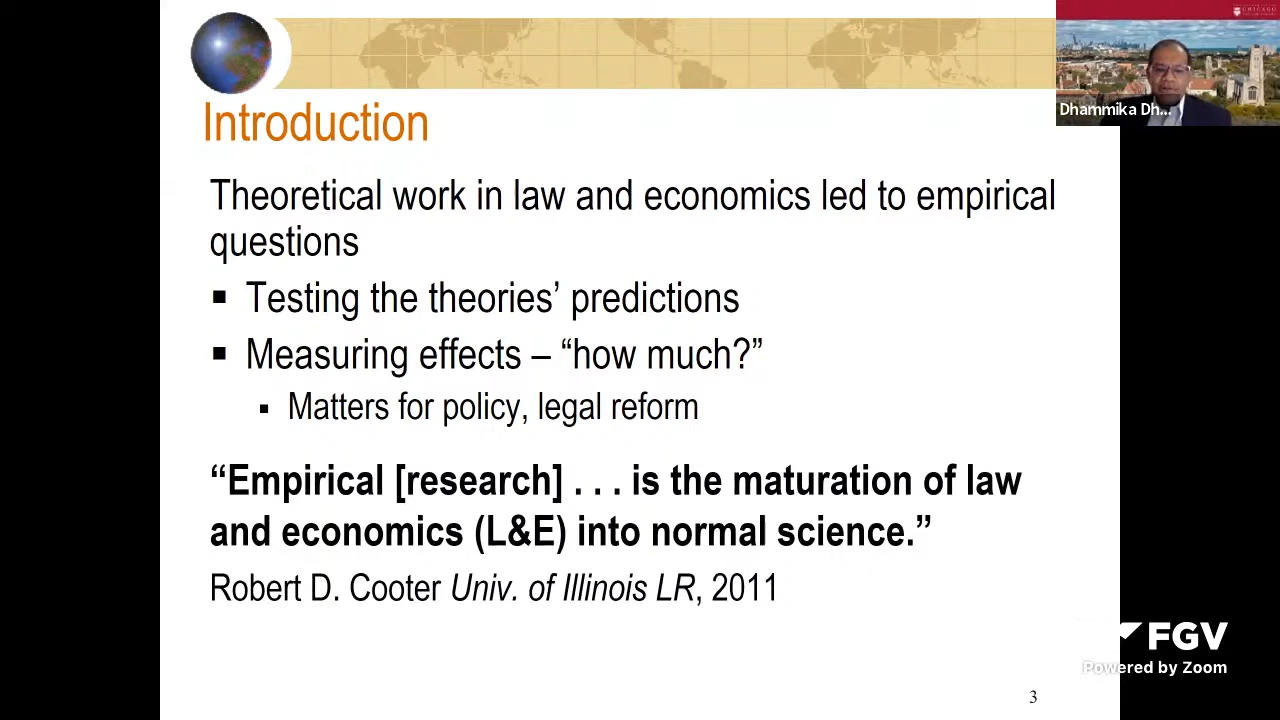 CHICAGO
Dhammika Dh...
Introduction
Theoretical work in law and economics led to empirical
questions
▪ Testing the theories’ predictions
▪ Measuring effects – “how much?”
▪ Matters for policy, legal reform
“Empirical [research] . . . is the maturation of law
and economics (L&E) into normal science.”
Robert D. Cooter Univ. of Illinois LR, 2011
FGV
Powered by Zoom
3